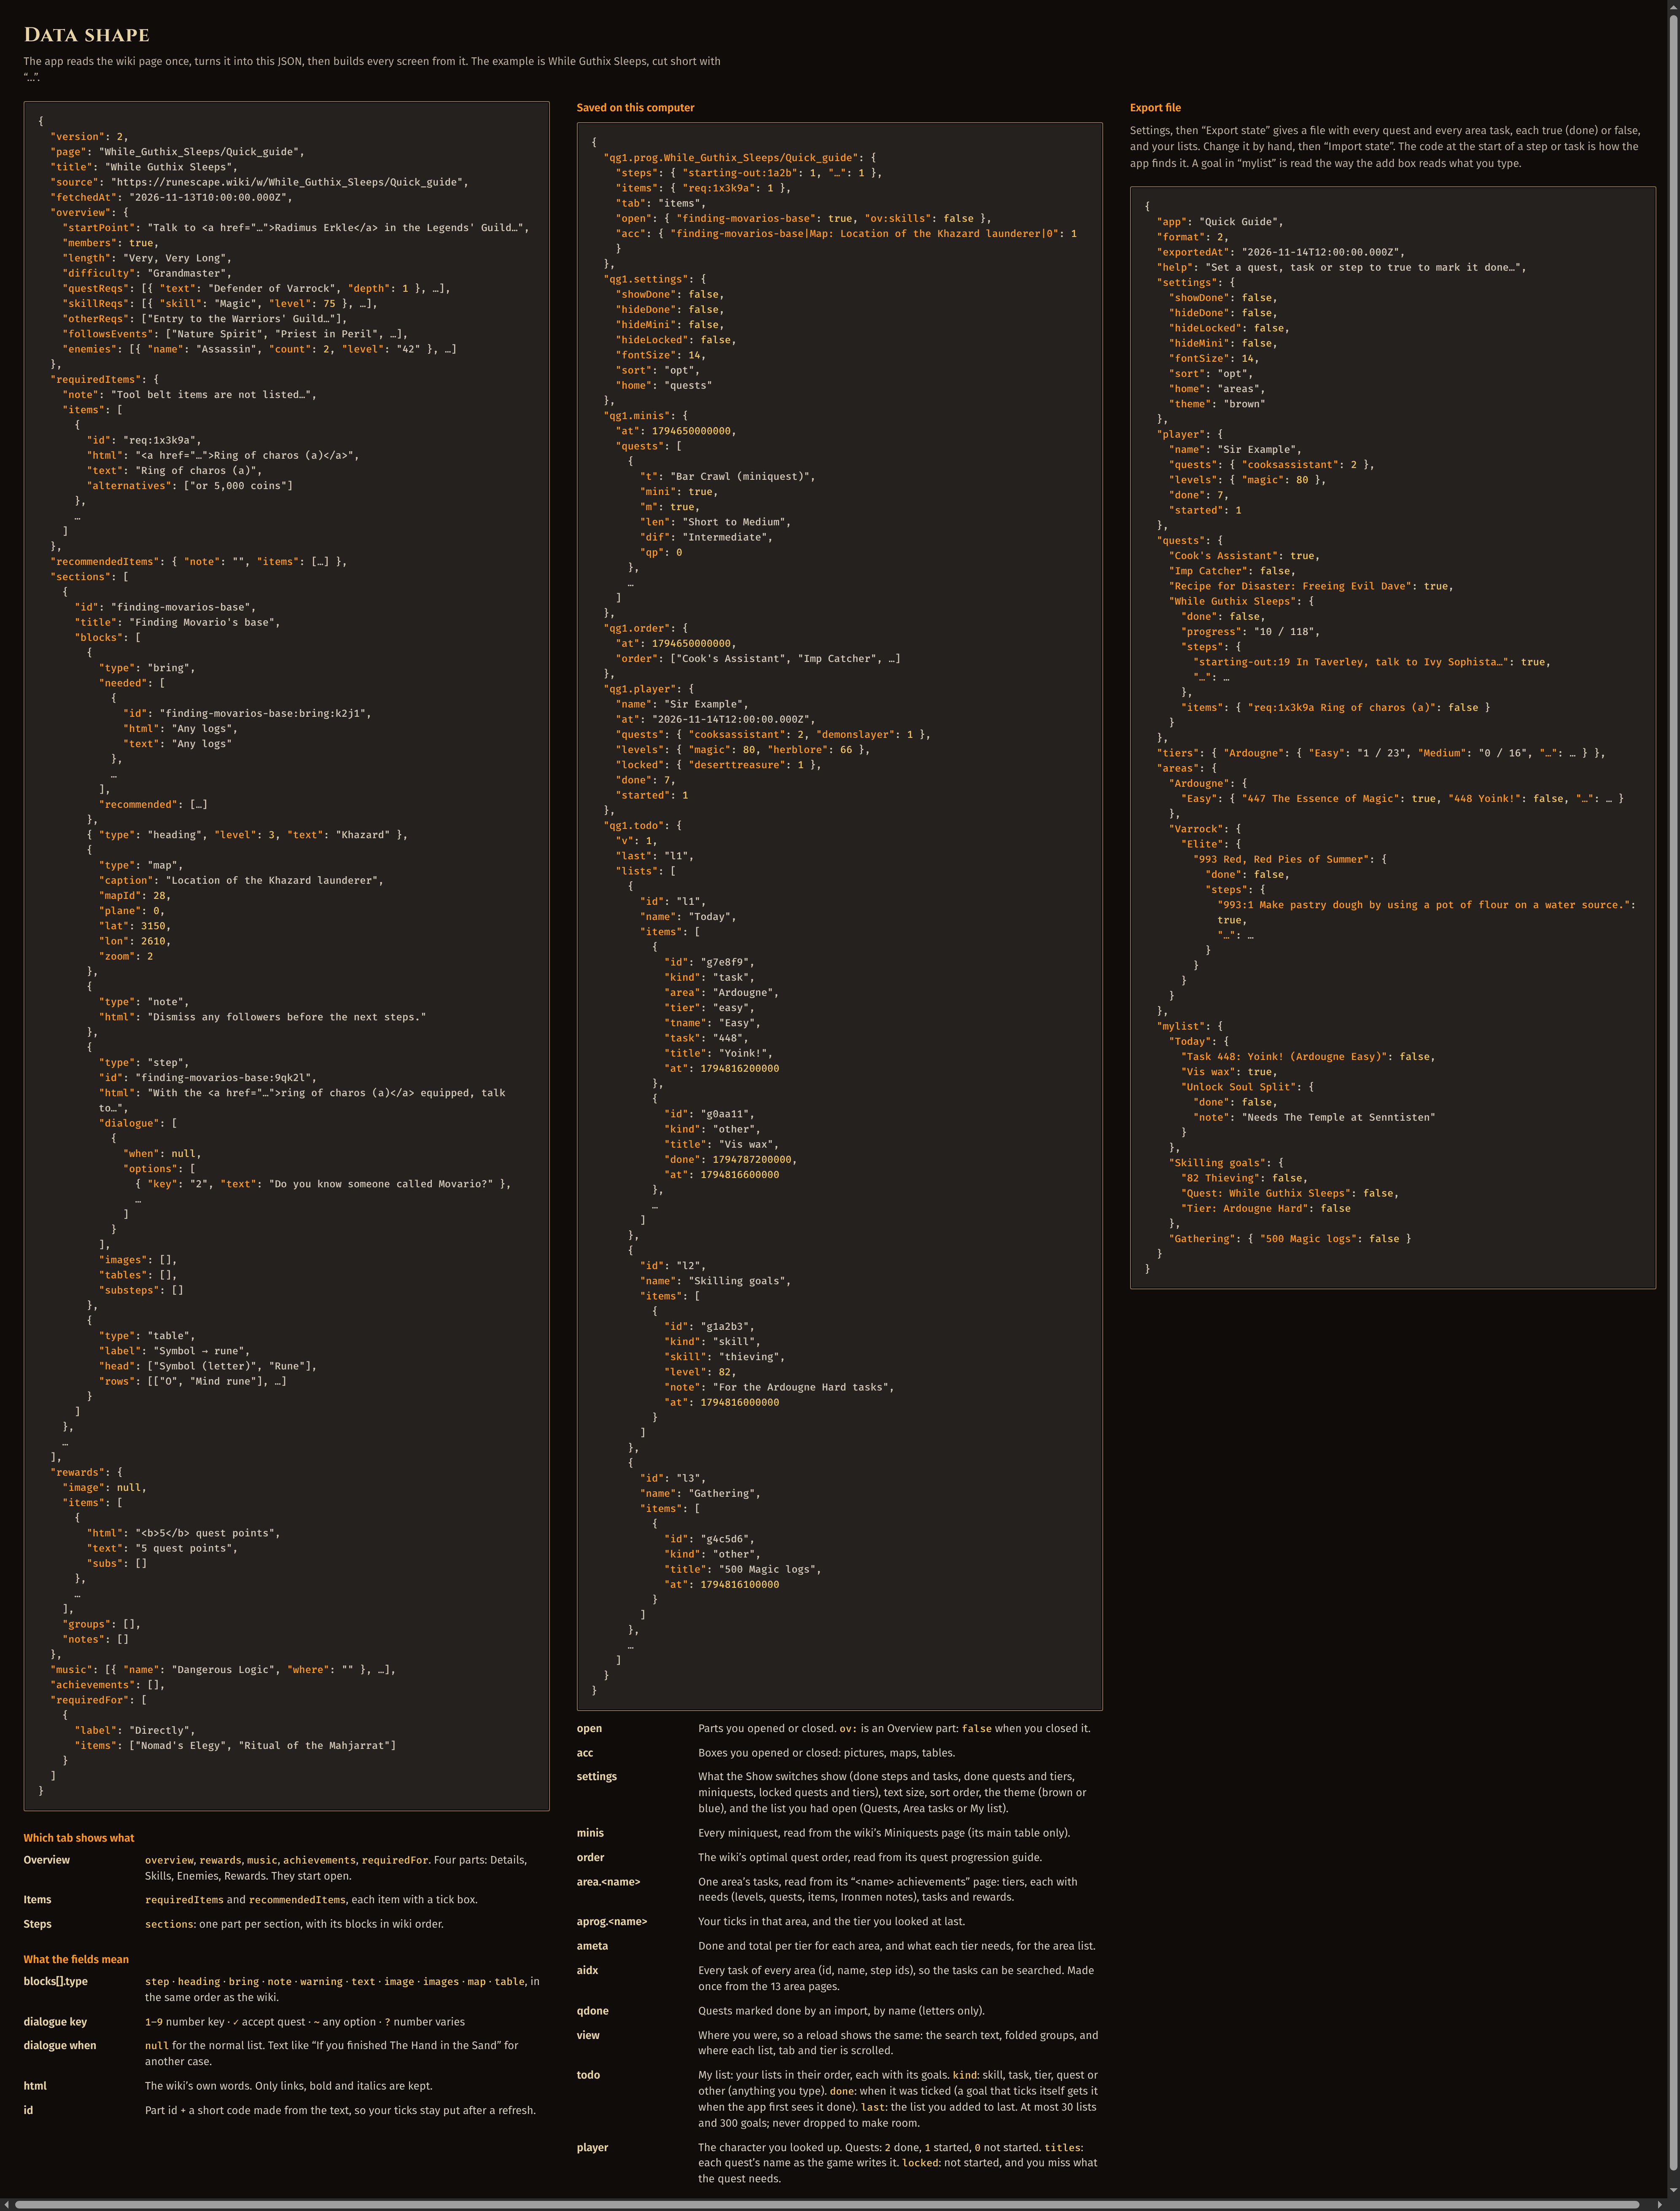 Data shape
The app reads the wiki page once, turns it into this JSON, then builds every screen from it. The example is While Guthix Sleeps, cut short with
“…”.
{
"version": 2,
"page": "While_Guthix_Sleeps/Quick_guide",
"title": "While Guthix Sleeps",
"source": "https://runescape.wiki/w/While_Guthix_Sleeps/Quick_guide",
"fetchedAt": "2026-11-13T10:00:00.000Z",
"overview": {
"startPoint": "Talk to <a href="…">Radimus Erkle</a> in the Legends' Guild…",
"members": true,
"length": "Very, Very Long",
"difficulty": "Grandmaster",
"questReqs": [{ "text": "Defender of Varrock", "depth": 1 }, …],
"skillReqs": [{ "skill": "Magic", "level": 75 }, …],
"otherReqs": ["Entry to the Warriors' Guild…"],
"followsEvents": ["Nature Spirit", "Priest in Peril", …],
"enemies": [{ "name": "Assassin", "count": 2, "level": "42" }, …]
},
"requiredItems": {
"note": "Tool belt items are not listed…",
"items": [
{
"id": "req:1x3k9a",
"html": "<a href="…">Ring of charos (a)</a>",
"text": "Ring of charos (a)",
"alternatives": ["or 5,000 coins"]
},
…
]
},
"recommendedItems": { "note": "", "items": […] },
"sections": [
{
"id": "finding-movarios-base",
"title": "Finding Movario's base",
"blocks": [
{
"type": "bring",
"needed": [
{
"id": "finding-movarios-base:bring:k2j1",
"html": "Any logs",
"text": "Any logs"
},
…
],
"recommended": […]
},
{ "type": "heading", "level": 3, "text": "Khazard" },
{
"type": "map",
"caption": "Location of the Khazard launderer",
"mapId": 28,
"plane": 0,
"lat": 3150,
"lon": 2610,
"zoom": 2
},
{
"type": "note",
"html": "Dismiss any followers before the next steps."
},
{
"type": "step",
"id": "finding-movarios-base:9qk2l",
"html": "With the <a href="…">ring of charos (a)</a> equipped, talk
to…",
"dialogue": [
{
"when": null,
"options": [
{ "key": "2", "text": "Do you know someone called Movario?" },
…
]
}
],
"images": [],
"tables": [],
"substeps": []
},
{
"type": "table",
"label": "Symbol → rune",
"head": ["Symbol (letter)", "Rune"],
"rows": [["O", "Mind rune"], …]
}
]
},
…
],
"rewards": {
"image": null,
"items": [
{
"html": "<b>5</b> quest points",
"text": "5 quest points",
"subs": []
},
…
],
"groups": [],
"notes": []
},
"music": [{ "name": "Dangerous Logic", "where": "" }, …],
"achievements": [],
"requiredFor": [
{
"label": "Directly",
"items": ["Nomad's Elegy", "Ritual of the Mahjarrat"]
}
]
}
Which tab shows what
Overview overview, rewards, music, achievements, requiredFor. Four parts: Details,
Skills, Enemies, Rewards. They start open.
Items requiredItems and recommendedItems, each item with a tick box.
Steps sections: one part per section, with its blocks in wiki order.
What the fields mean
blocks[].type step · heading · bring · note · warning · text · image · images · map · table, in
the same order as the wiki.
dialogue key 1–9 number key · ✓ accept quest · ~ any option · ? number varies
dialogue when null for the normal list. Text like “If you finished The Hand in the Sand” for
another case.
html The wiki’s own words. Only links, bold and italics are kept.
id Part id + a short code made from the text, so your ticks stay put after a refresh.
Saved on this computer
{
"qg1.prog.While_Guthix_Sleeps/Quick_guide": {
"steps": { "starting-out:1a2b": 1, "…": 1 },
"items": { "req:1x3k9a": 1 },
"tab": "items",
"open": { "finding-movarios-base": true, "ov:skills": false },
"acc": { "finding-movarios-base|Map: Location of the Khazard launderer|0": 1
}
},
"qg1.settings": {
"showDone": false,
"hideDone": false,
"hideMini": false,
"hideLocked": false,
"fontSize": 14,
"sort": "opt",
"home": "quests"
},
"qg1.minis": {
"at": 1794650000000,
"quests": [
{
"t": "Bar Crawl (miniquest)",
"mini": true,
"m": true,
"len": "Short to Medium",
"dif": "Intermediate",
"qp": 0
},
…
]
},
"qg1.order": {
"at": 1794650000000,
"order": ["Cook's Assistant", "Imp Catcher", …]
},
"qg1.player": {
"name": "Sir Example",
"at": "2026-11-14T12:00:00.000Z",
"quests": { "cooksassistant": 2, "demonslayer": 1 },
"levels": { "magic": 80, "herblore": 66 },
"locked": { "deserttreasure": 1 },
"done": 7,
"started": 1
},
"qg1.todo": {
"v": 1,
"last": "l1",
"lists": [
{
"id": "l1",
"name": "Today",
"items": [
{
"id": "g7e8f9",
"kind": "task",
"area": "Ardougne",
"tier": "easy",
"tname": "Easy",
"task": "448",
"title": "Yoink!",
"at": 1794816200000
},
{
"id": "g0aa11",
"kind": "other",
"title": "Vis wax",
"done": 1794787200000,
"at": 1794816600000
},
…
]
},
{
"id": "l2",
"name": "Skilling goals",
"items": [
{
"id": "g1a2b3",
"kind": "skill",
"skill": "thieving",
"level": 82,
"note": "For the Ardougne Hard tasks",
"at": 1794816000000
}
]
},
{
"id": "l3",
"name": "Gathering",
"items": [
{
"id": "g4c5d6",
"kind": "other",
"title": "500 Magic logs",
"at": 1794816100000
}
]
},
…
]
}
}
open Parts you opened or closed. ov: is an Overview part: false when you closed it.
acc Boxes you opened or closed: pictures, maps, tables.
settings What the Show switches show (done steps and tasks, done quests and tiers,
miniquests, locked quests and tiers), text size, sort order, the theme (brown or
blue), and the list you had open (Quests, Area tasks or My list).
minis Every miniquest, read from the wiki’s Miniquests page (its main table only).
order The wiki’s optimal quest order, read from its quest progression guide.
area.<name> One area’s tasks, read from its “<name> achievements” page: tiers, each with
needs (levels, quests, items, Ironmen notes), tasks and rewards.
aprog.<name> Your ticks in that area, and the tier you looked at last.
ameta Done and total per tier for each area, and what each tier needs, for the area list.
aidx Every task of every area (id, name, step ids), so the tasks can be searched. Made
once from the 13 area pages.
qdone Quests marked done by an import, by name (letters only).
view Where you were, so a reload shows the same: the search text, folded groups, and
where each list, tab and tier is scrolled.
todo My list: your lists in their order, each with its goals. kind: skill, task, tier, quest or
other (anything you type). done: when it was ticked (a goal that ticks itself gets it
when the app first sees it done). last: the list you added to last. At most 30 lists
and 300 goals; never dropped to make room.
player The character you looked up. Quests: 2 done, 1 started, 0 not started. titles:
each quest’s name as the game writes it. locked: not started, and you miss what
the quest needs.
Export file
Settings, then “Export state” gives a file with every quest and every area task, each true (done) or false,
and your lists. Change it by hand, then “Import state”. The code at the start of a step or task is how the
app finds it. A goal in “mylist” is read the way the add box reads what you type.
{
"app": "Quick Guide",
"format": 2,
"exportedAt": "2026-11-14T12:00:00.000Z",
"help": "Set a quest, task or step to true to mark it done…",
"settings": {
"showDone": false,
"hideDone": false,
"hideLocked": false,
"hideMini": false,
"fontSize": 14,
"sort": "opt",
"home": "areas",
"theme": "brown"
},
"player": {
"name": "Sir Example",
"quests": { "cooksassistant": 2 },
"levels": { "magic": 80 },
"done": 7,
"started": 1
},
"quests": {
"Cook's Assistant": true,
"Imp Catcher": false,
"Recipe for Disaster: Freeing Evil Dave": true,
"While Guthix Sleeps": {
"done": false,
"progress": "10 / 118",
"steps": {
"starting-out:19 In Taverley, talk to Ivy Sophista…": true,
"…": …
},
"items": { "req:1x3k9a Ring of charos (a)": false }
}
},
"tiers": { "Ardougne": { "Easy": "1 / 23", "Medium": "0 / 16", "…": … } },
"areas": {
"Ardougne": {
"Easy": { "447 The Essence of Magic": true, "448 Yoink!": false, "…": … }
},
"Varrock": {
"Elite": {
"993 Red, Red Pies of Summer": {
"done": false,
"steps": {
"993:1 Make pastry dough by using a pot of flour on a water source.":
true,
"…": …
}
}
}
}
},
"mylist": {
"Today": {
"Task 448: Yoink! (Ardougne Easy)": false,
"Vis wax": true,
"Unlock Soul Split": {
"done": false,
"note": "Needs The Temple at Senntisten"
}
},
"Skilling goals": {
"82 Thieving": false,
"Quest: While Guthix Sleeps": false,
"Tier: Ardougne Hard": false
},
"Gathering": { "500 Magic logs": false }
}
}